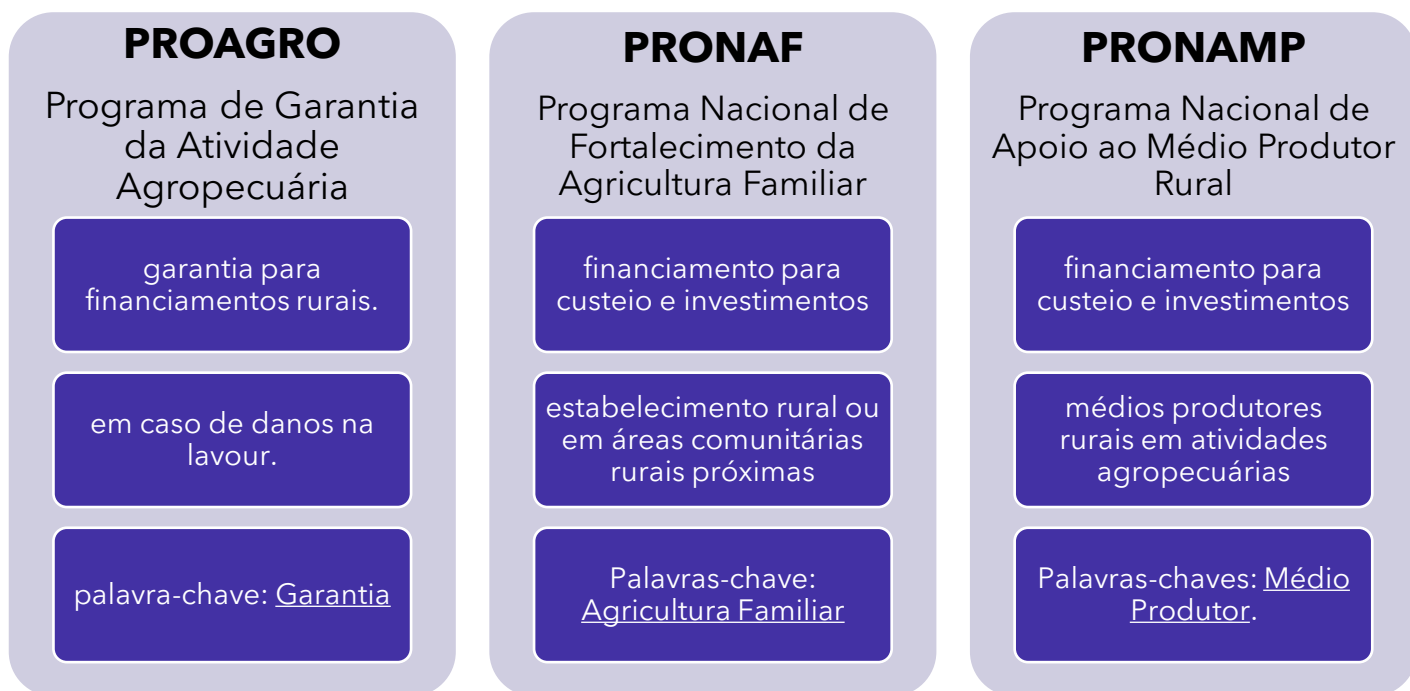 PROAGRO
Programa de Garantia
da Atividade
Agropecuária
garantia para
financiamentos rurais.
em caso de danos na
lavour.
palavra-chave: Garantia
PRONAF
Programa Nacional de
Fortalecimento da
Agricultura Familiar
financiamento para
custeio e investimentos
estabelecimento rural ou
em áreas comunitárias
rurais próximas
Palavras-chave:
Agricultura Familiar
PRONAMP
Programa Nacional de
Apoio ao Médio Produtor
Rural
financiamento para
custeio e investimentos
médios produtores
rurais em atividades
agropecuárias
Palavras-chaves: Médio
Produtor.